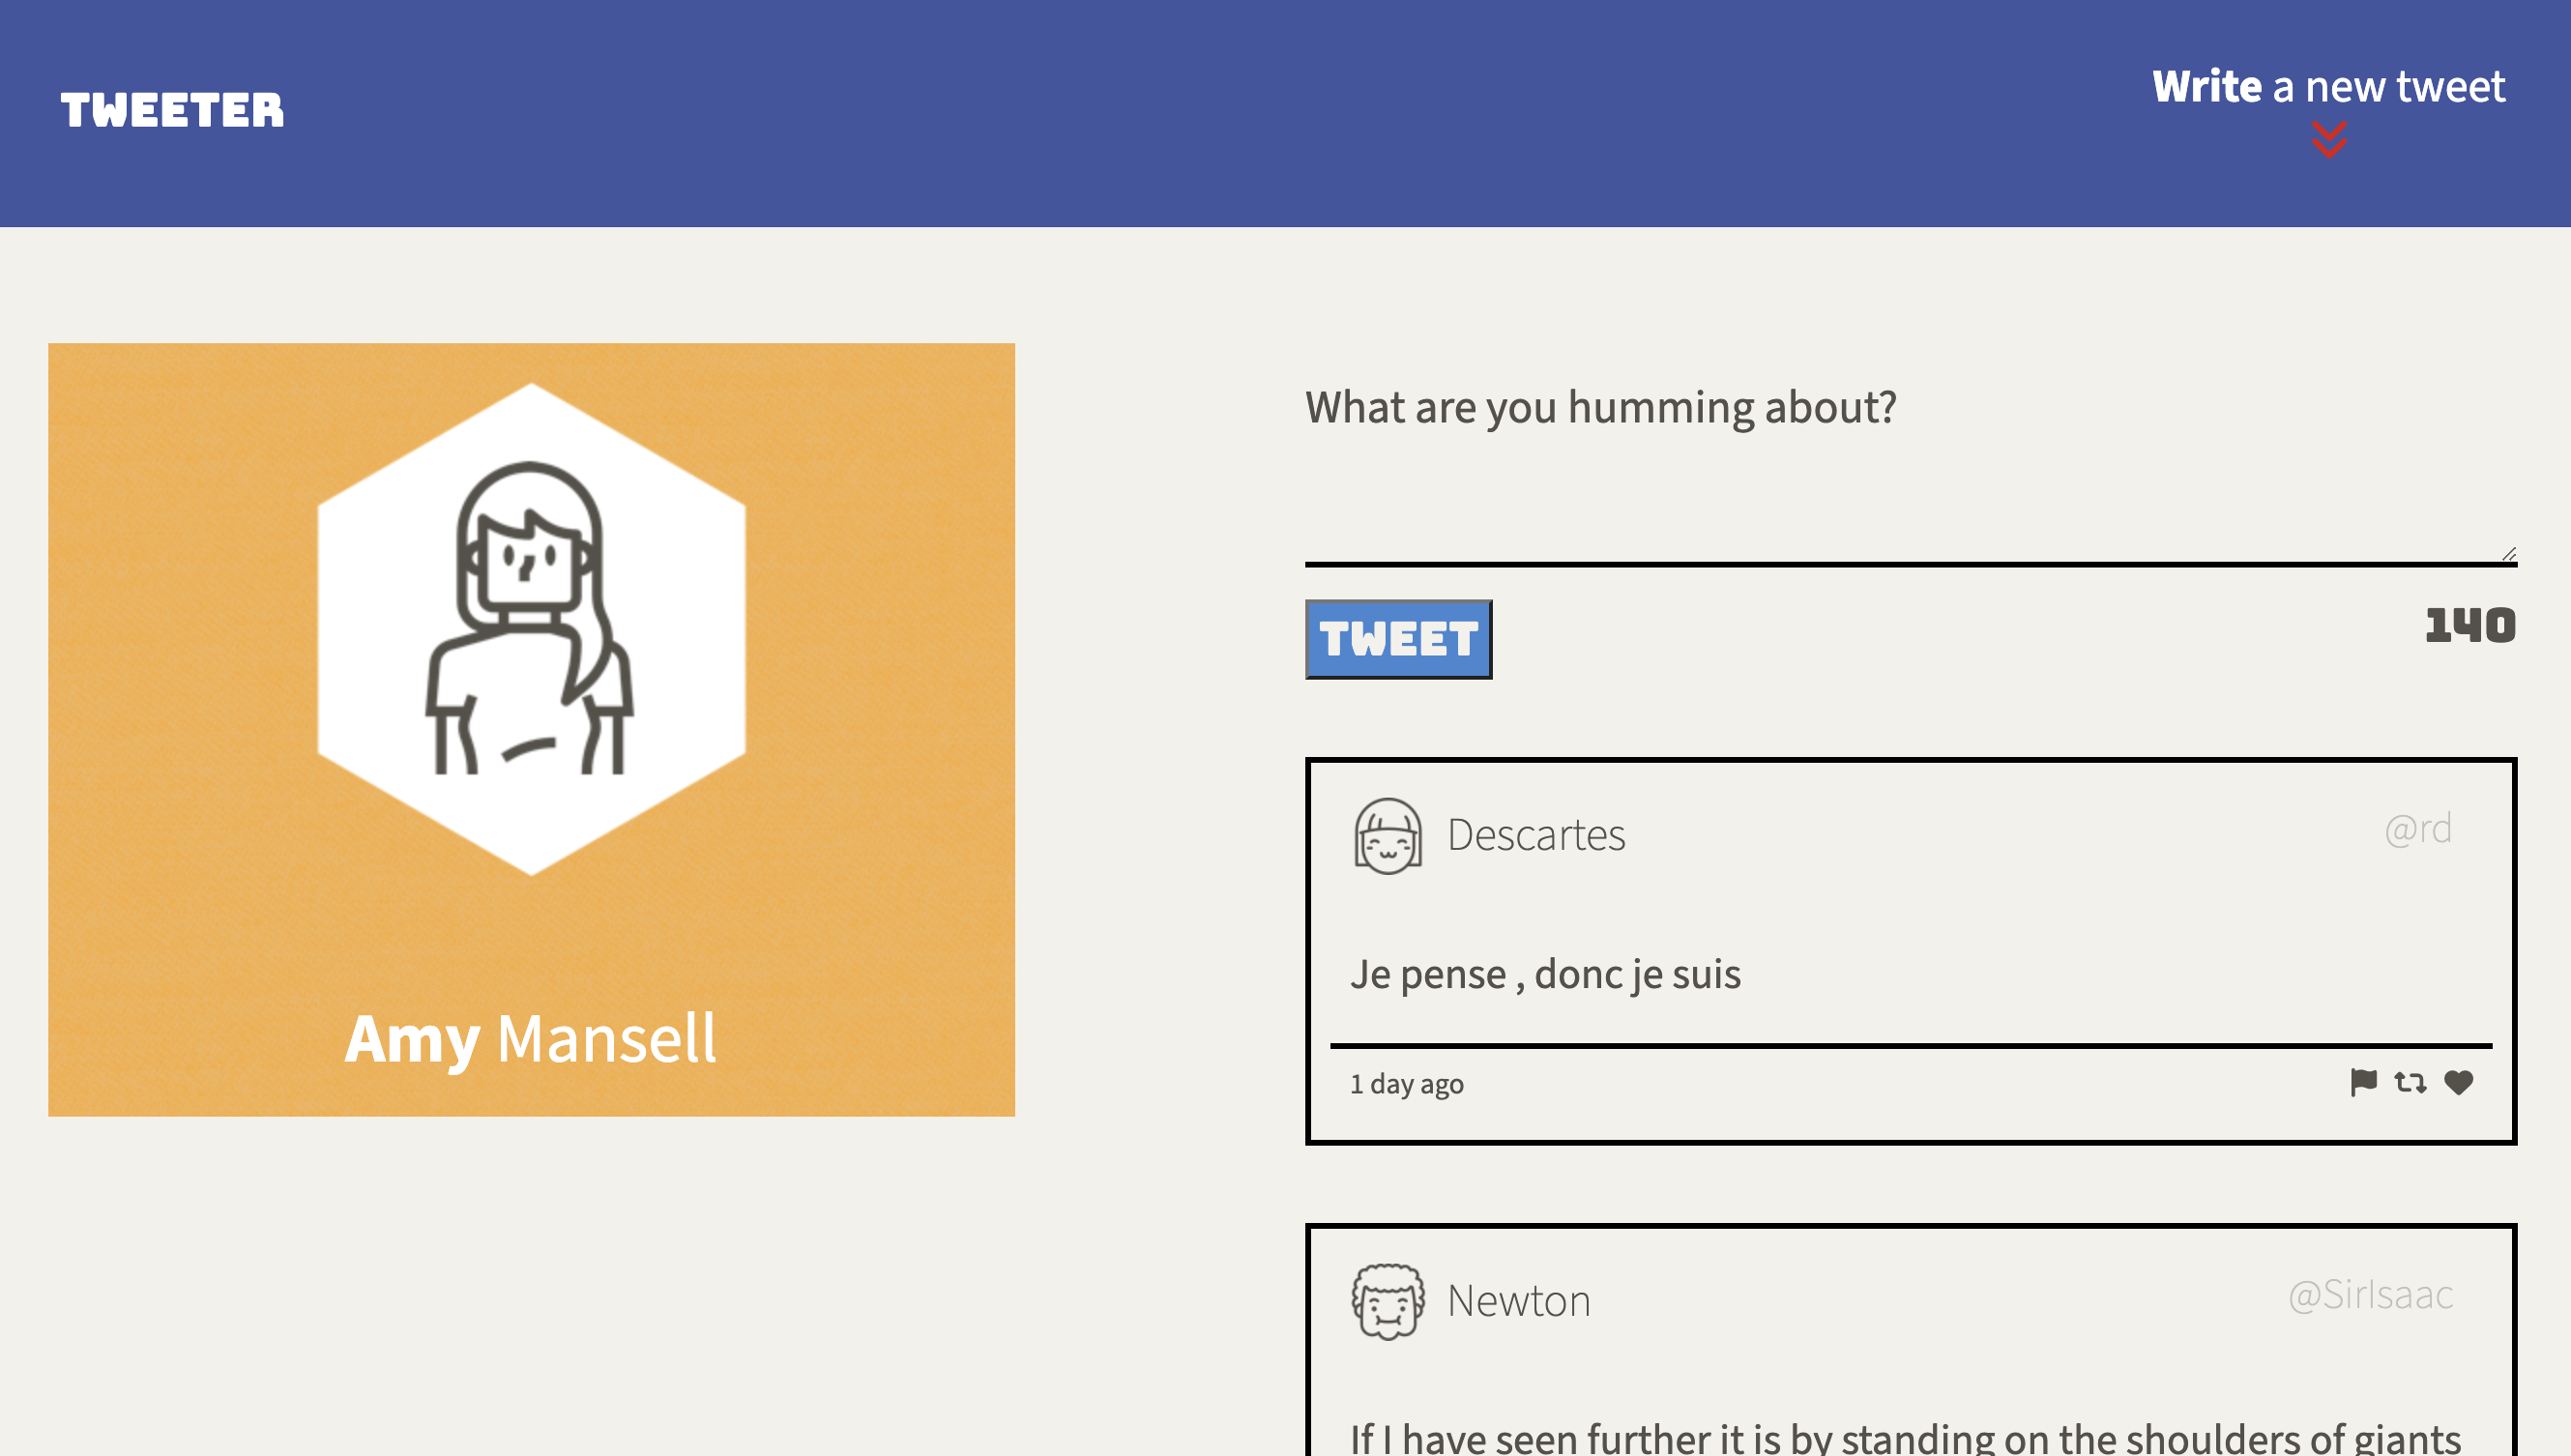 TWEETER
Write a new tweet
Amy Mansell
What are you humming about?
TWEET
140
Descartes
@rd
Je pense , donc je suis
1 day ago
Newton
@SirIsaac
If I have seen further it is by standing on the shoulders of giants